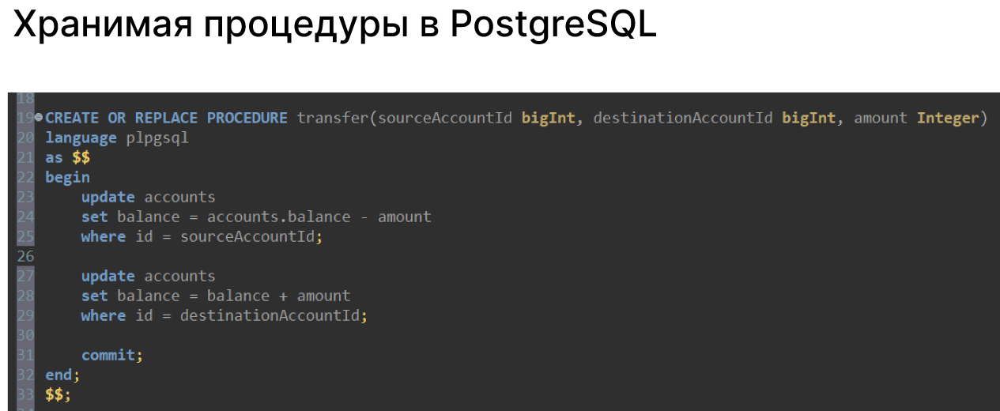 Хранимая процедуры в PostgreSQL
18
19 CREATE OR REPLACE PROCEDURE transfer(sourceAccountId bigInt, destinationAccountId bigInt, amount Integer)
20 language plpgsql
21 as $$
22 begin
23 update accounts
24 set balance = accounts.balance - amount
25 where id = sourceAccountId;
26
27 update accounts
28 set balance = balance + amount
29 where id = destinationAccountId;
30
31 commit;
32 end;
33 $$;